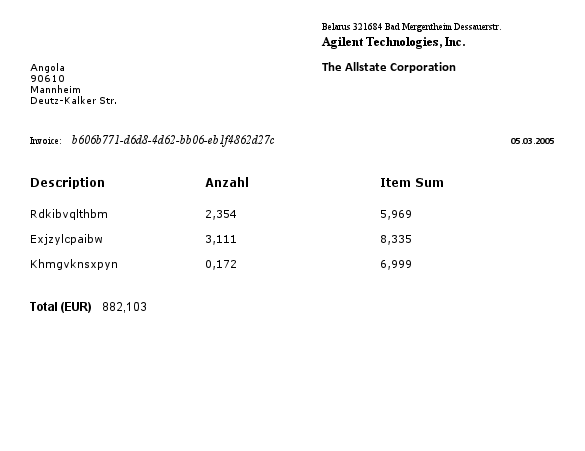 Belarus 321684 Bad Mergentheim Dessauerstr.
Agilent Technologies, Inc.
The Allstate Corporation
Angola
90610
Mannheim
Deutz-Kalker Str.
Invoice: b606b771-d6d8-4d62-bb06-eb1f4862d27c
05.03.2005
Description Anzahl Item Sum
Rdkibvqlthbm 2,354 5,969
Exjzylcpaibw 3,111 8,335
Khmgvknsxpyn 0,172 6,999
Total (EUR) 882,103